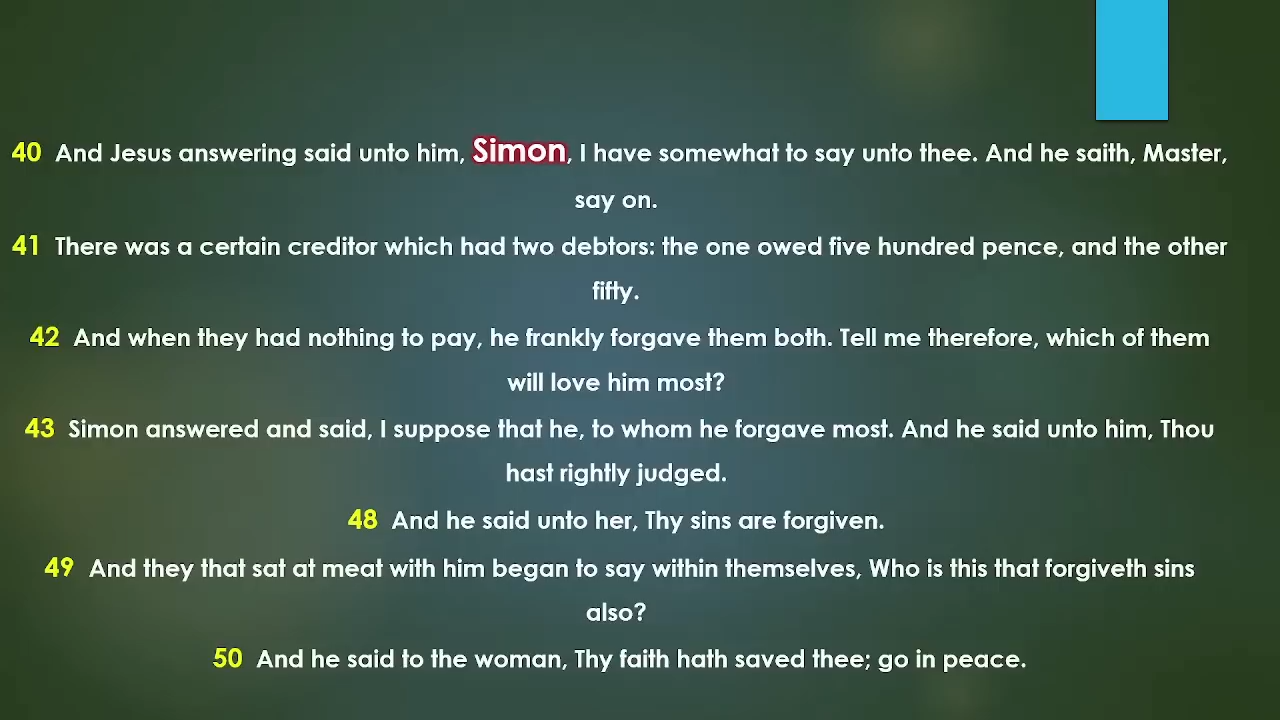 40 And Jesus answering said unto him, Simon, I have somewhat to say unto thee. And he saith, Master,
say on.
41 There was a certain creditor which had two debtors: the one owed five hundred pence, and the other
fifty.
42 And when they had nothing to pay, he frankly forgave them both. Tell me therefore, which of them
will love him most?
43 Simon answered and said, I suppose that he, to whom he forgave most. And he said unto him, Thou
hast rightly judged.
48 And he said unto her, Thy sins are forgiven.
49 And they that sat at meat with him began to say within themselves, Who is this that forgiveth sins
also?
50 And he said to the woman, Thy faith hath saved thee; go in peace.